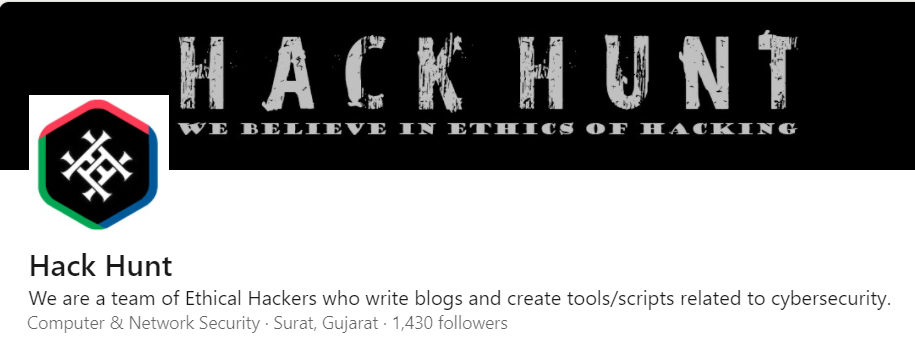 HACK HUNT
WE BELIEVE IN ETHICS OF HACKING
Hack Hunt
We are a team of Ethical Hackers who write blogs and create tools/scripts related to cybersecurity.
Computer & Network Security · Surat, Gujarat · 1,430 followers